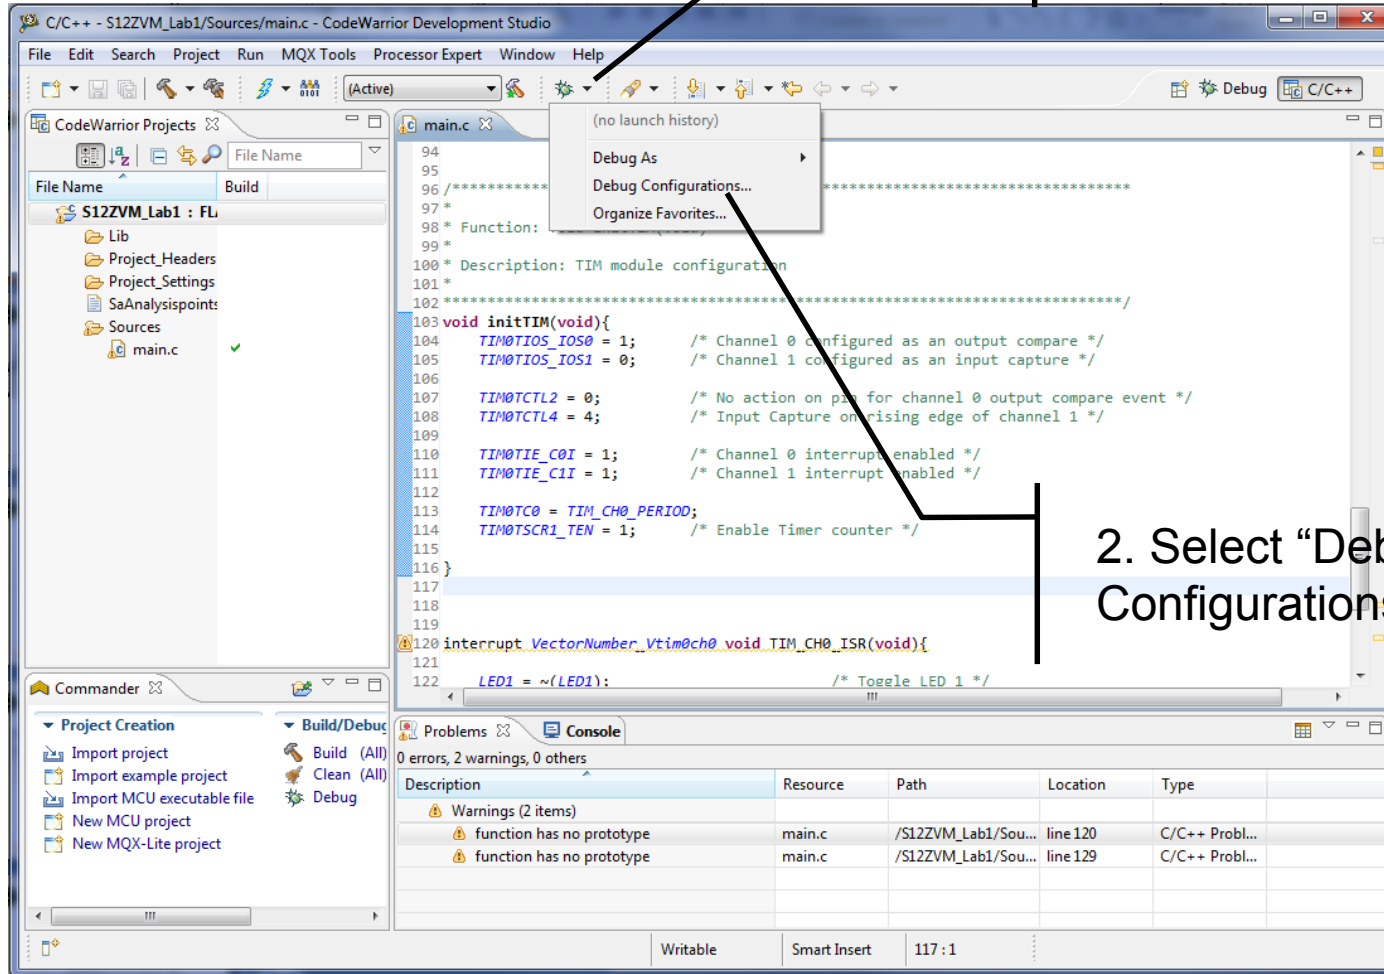 C/C++ - S12ZVM_Lab1/Sources/main.c - CodeWarrior Development Studio
File Edit Search Project Run MQX Tools Processor Expert Window Help
(Active)
Debug C/C++
CodeWarrior Projects
File Name
File Name Build
S12ZVM_Lab1 : FL
Lib
Project_Headers
Project_Settings
SaAnalysispoints
Sources
main.c
main.c
(no launch history)
Debug As
Debug Configurations...
Organize Favorites...
94
95
96 /**********************************************************************
97 *
98 * Function:
99 *
100 * Description: TIM module configuration
101 *
102 *****************************************************************************/
103 void initTIM(void){
104 TIM0TIOS_IOS0 = 1; /* Channel 0 configured as an output compare */
105 TIM0TIOS_IOS1 = 0; /* Channel 1 configured as an input capture */
106
107 TIM0TCTL2 = 0; /* No action on pin for channel 0 output compare event */
108 TIM0TCTL4 = 4; /* Input Capture on rising edge of channel 1 */
109
110 TIM0TIE_C0I = 1; /* Channel 0 interrupt enabled */
111 TIM0TIE_C1I = 1; /* Channel 1 interrupt enabled */
112
113 TIM0TC0 = TIM_CH0_PERIOD;
114 TIM0TSCR1_TEN = 1; /* Enable Timer counter */
115
116 }
117
118
119
120 interrupt VectorNumber_Vtim0ch0 void TIM_CH0_ISR(void){
121
122 LED1 = ~(LED1); /* Toggle LED 1 */
2. Select “Deb
Configurations
Commander
Project Creation
Import project
Import example project
Import MCU executable file
New MCU project
New MQX-Lite project
Build/Debug
Build (All)
Clean (All)
Debug
Problems Console
0 errors, 2 warnings, 0 others
Description Resource Path Location Type
Warnings (2 items)
function has no prototype main.c /S12ZVM_Lab1/Sou... line 120 C/C++ Probl...
function has no prototype main.c /S12ZVM_Lab1/Sou... line 129 C/C++ Probl...
Writable Smart Insert 117 : 1